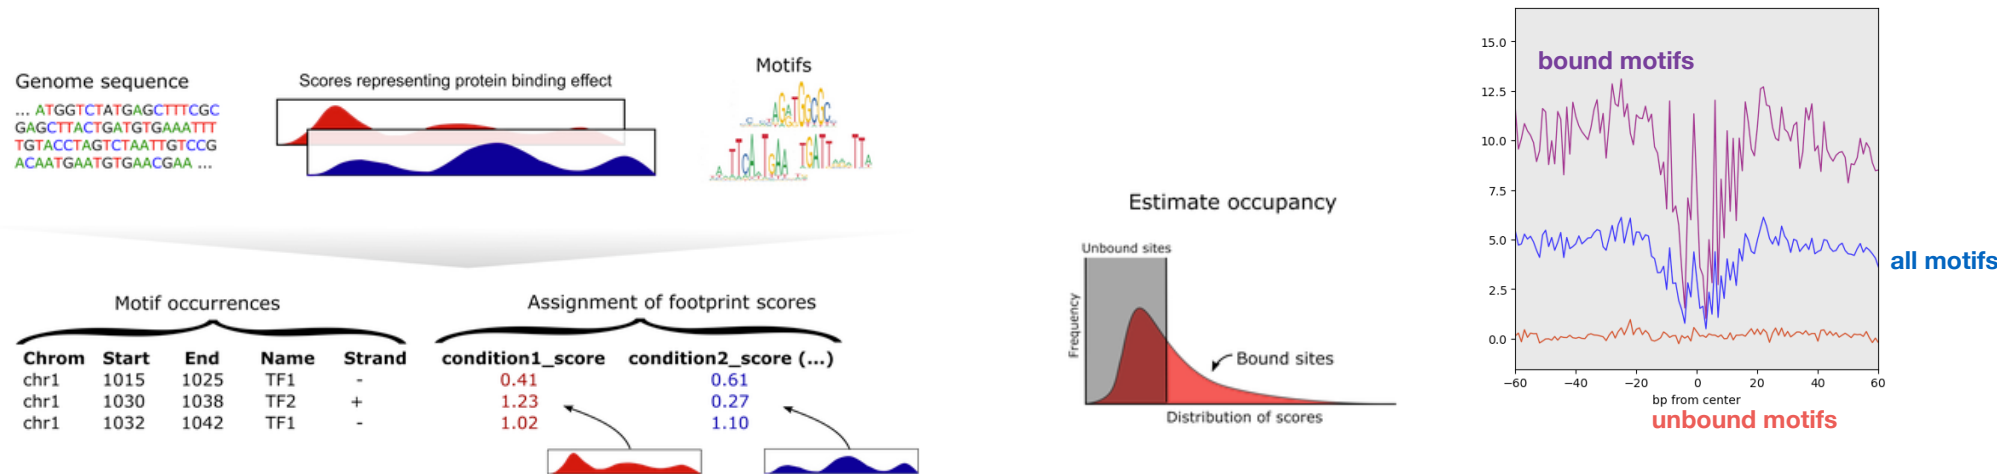 Genome sequence
... ATGGTCTATGAGCTTTCGC
GAGCTTACTGATGTGAAATTT
TGTACCTAGTCTAATTGTCCG
ACAATGAATGTGAACGAA ...
Scores representing protein binding effect
Motifs
Motif occurrences
Assignment of footprint scores
Chrom Start End Name Strand condition1_score condition2_score (...)
chr1 1015 1025 TF1 - 0.41 0.61
chr1 1030 1038 TF2 + 1.23 0.27
chr1 1032 1042 TF1 - 1.02 1.10
Estimate occupancy
Unbound sites
Frequency
Bound sites
Distribution of scores
bound motifs
15.0
12.5
10.0
7.5
5.0
2.5
0.0
−60 −40 −20 0 20 40 60
bp from center
all motifs
unbound motifs